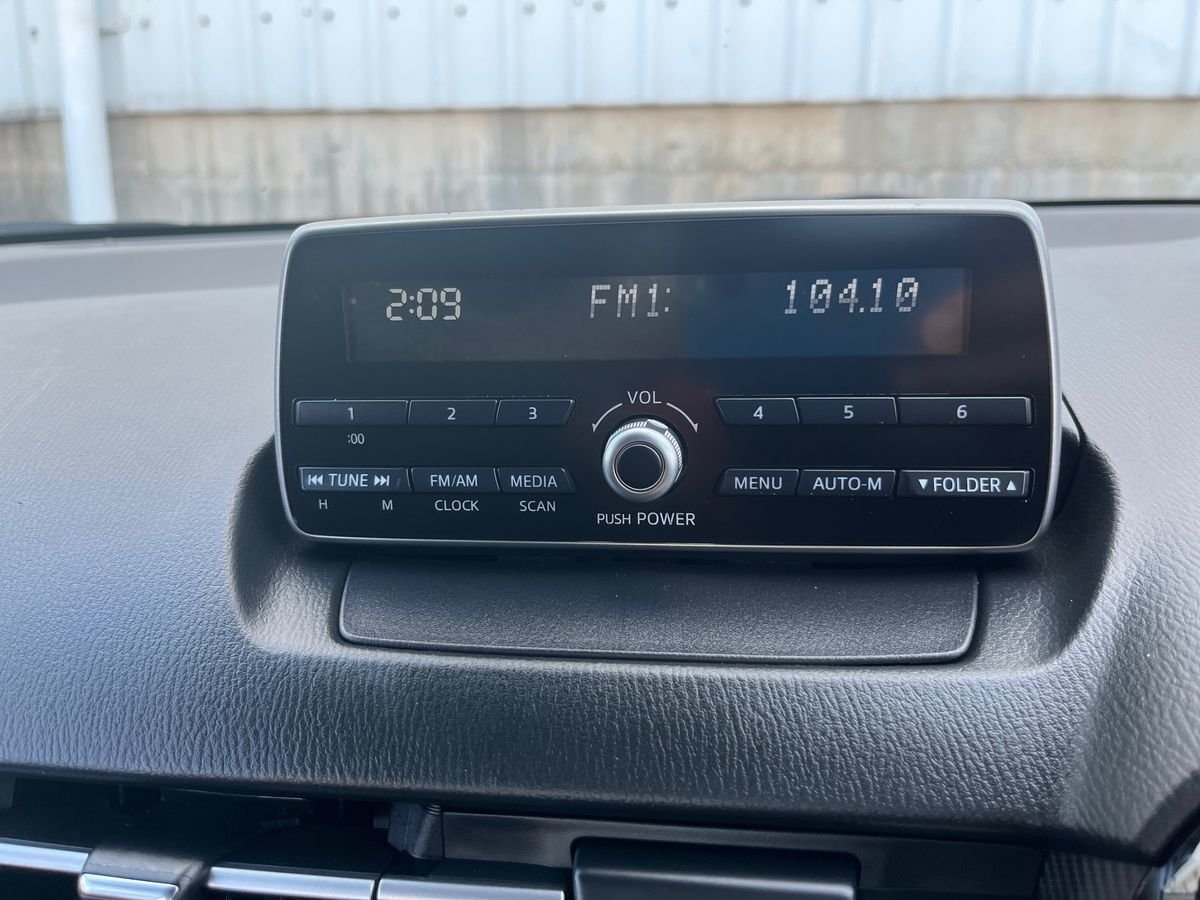 2:09 FM1: 104.10
VOL
1 2 3 4 5 6
:00
⏮ TUNE ⏭ FM/AM MEDIA MENU AUTO-M ▼ FOLDER ▲
H M CLOCK SCAN
PUSH POWER